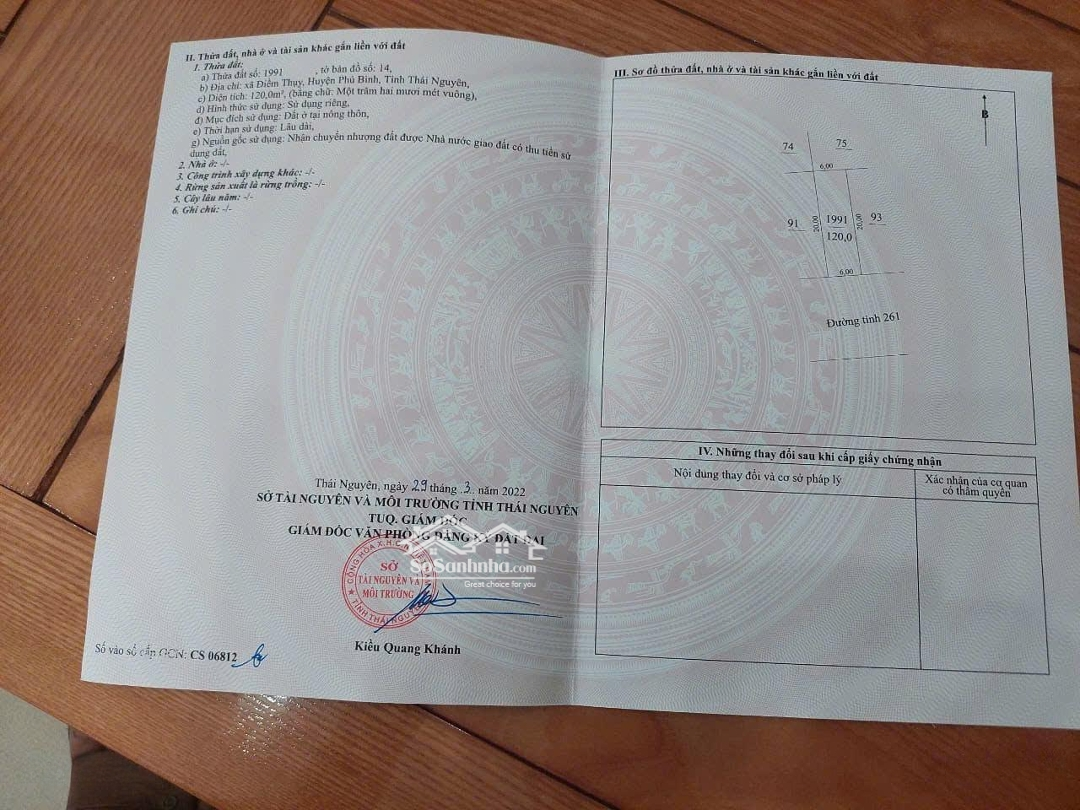 II. Thửa đất, nhà ở và tài sản khác gắn liền với đất
1. Thửa đất:
a) Thửa đất số: 1991 , tờ bản đồ số: 14,
b) Địa chỉ: xã Điềm Thụy, Huyện Phú Bình, Tỉnh Thái Nguyên,
c) Diện tích: 120,0m², (bằng chữ: Một trăm hai mươi mét vuông),
d) Hình thức sử dụng: Sử dụng riêng,
đ) Mục đích sử dụng: Đất ở tại nông thôn,
e) Thời hạn sử dụng: Lâu dài,
g) Nguồn gốc sử dụng: Nhận chuyển nhượng đất được Nhà nước giao đất có thu tiền sử
dụng đất,
2. Nhà ở: -/-
3. Công trình xây dựng khác: -/-
4. Rừng sản xuất là rừng trồng: -/-
5. Cây lâu năm: -/-
6. Ghi chú: -/-
Thái Nguyên, ngày 29 tháng 3. năm 2022
SỞ TÀI NGUYÊN VÀ MÔI TRƯỜNG TỈNH THÁI NGUYÊN
TUQ. GIÁM ĐỐC
GIÁM ĐỐC VĂN PHÒNG ĐĂNG KÝ ĐẤT ĐAI
SỞ
TÀI NGUYÊN VÀ
MÔI TRƯỜNG
TỈNH THÁI NGUYÊN
SoSanhnha.com
Great choice for you
Kiều Quang Khánh
Số vào sổ cấp GCN: CS 06812
III. Sơ đồ thửa đất, nhà ở và tài sản khác gắn liền với đất
B
74
75
6,00
91
20,00
1991
120,0
20,00
93
6,00
Đường tỉnh 261
IV. Những thay đổi sau khi cấp giấy chứng nhận
Nội dung thay đổi và cơ sở pháp lý
Xác nhận của cơ quan
có thẩm quyền